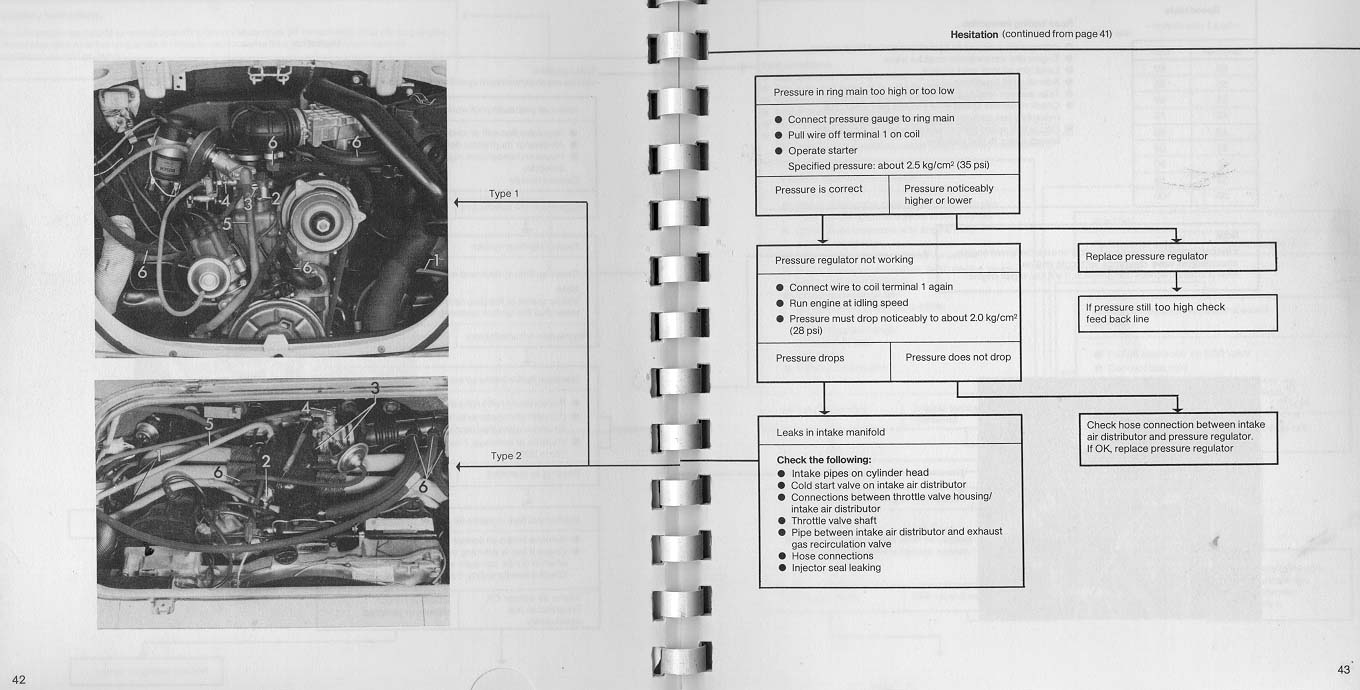 6
6
4
3
2
5
6
6
1
Type 1
3
4
5
2
6
6
Type 2
42
Hesitation (continued from page 41)
Pressure in ring main too high or too low
● Connect pressure gauge to ring main
● Pull wire off terminal 1 on coil
● Operate starter
Specified pressure: about 2.5 kg/cm² (35 psi)
Pressure is correct
Pressure noticeably
higher or lower
Replace pressure regulator
If pressure still too high check
feed back line
Pressure regulator not working
● Connect wire to coil terminal 1 again
● Run engine at idling speed
● Pressure must drop noticeably to about 2.0 kg/cm²
(28 psi)
Pressure drops
Pressure does not drop
Check hose connection between intake
air distributor and pressure regulator.
If OK, replace pressure regulator
Leaks in intake manifold
Check the following:
● Intake pipes on cylinder head
● Cold start valve on intake air distributor
● Connections between throttle valve housing/
intake air distributor
● Throttle valve shaft
● Pipe between intake air distributor and exhaust
gas recirculation valve
● Hose connections
● Injector seal leaking
43